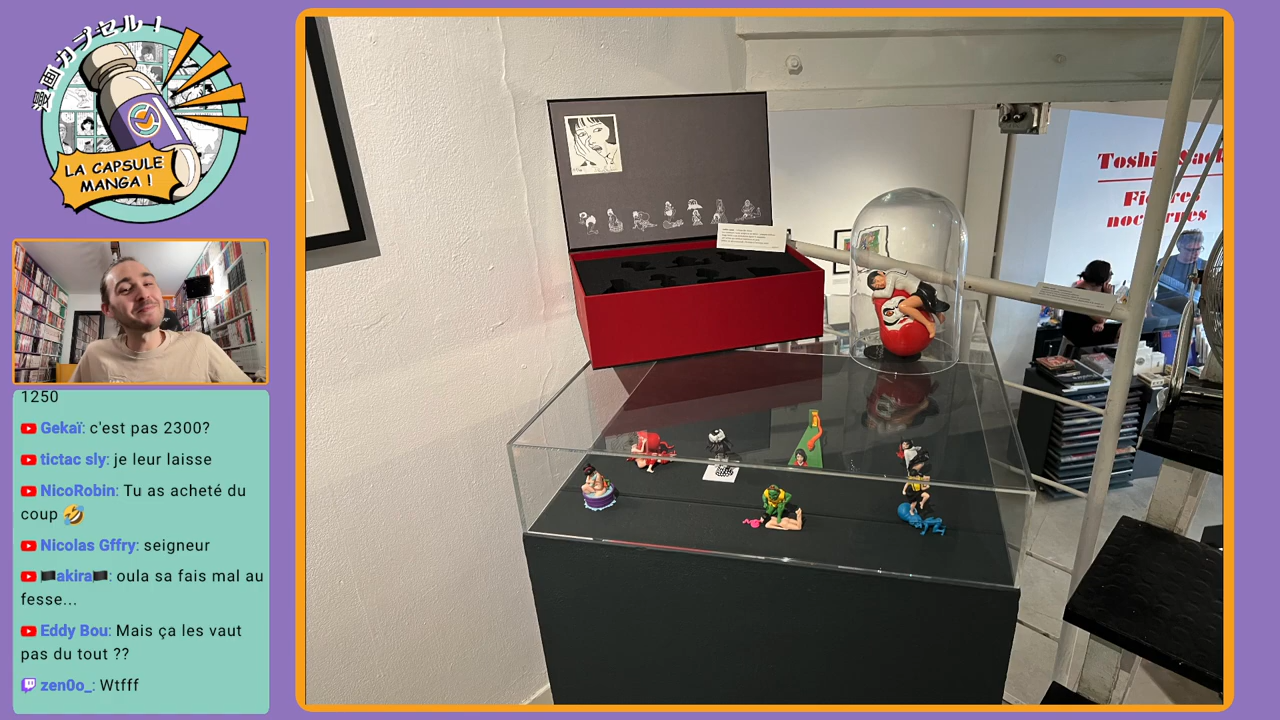 漫画カプセル!
LA CAPSULE
MANGA !
1250
Gekaï: c'est pas 2300?
tictac sly: je leur laisse
NicoRobin: Tu as acheté du
coup 🤣
Nicolas Gffry: seigneur
🏴akira🏴: oula sa fais mal au
fesse...
Eddy Bou: Mais ça les vaut
pas du tout ??
zen0o_: Wtfff
Figures
nocturnes